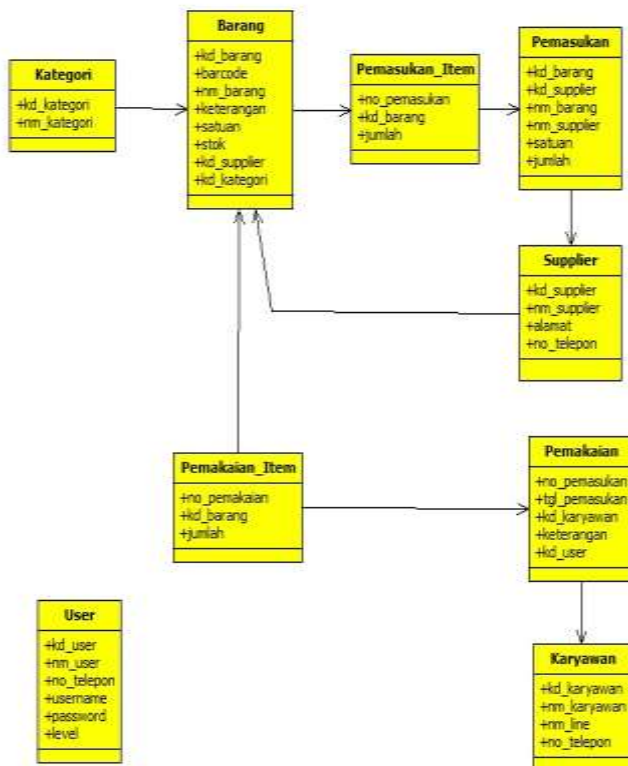 Kategori
+kd_kategori
+nm_kategori
Barang
+kd_barang
+barcode
+nm_barang
+keterangan
+satuan
+stok
+kd_supplier
+kd_kategori
Pemasukan_Item
+no_pemasukan
+kd_barang
+jumlah
Pemasukan
+kd_barang
+kd_supplier
+nm_barang
+nm_supplier
+satuan
+jumlah
Supplier
+kd_supplier
+nm_supplier
+alamat
+no_telepon
Pemakaian_Item
+no_pemakaian
+kd_barang
+jumlah
Pemakaian
+no_pemasukan
+tgl_pemasukan
+kd_karyawan
+keterangan
+kd_user
User
+kd_user
+nm_user
+no_telepon
+username
+password
+level
Karyawan
+kd_karyawan
+nm_karyawan
+nm_line
+no_telepon